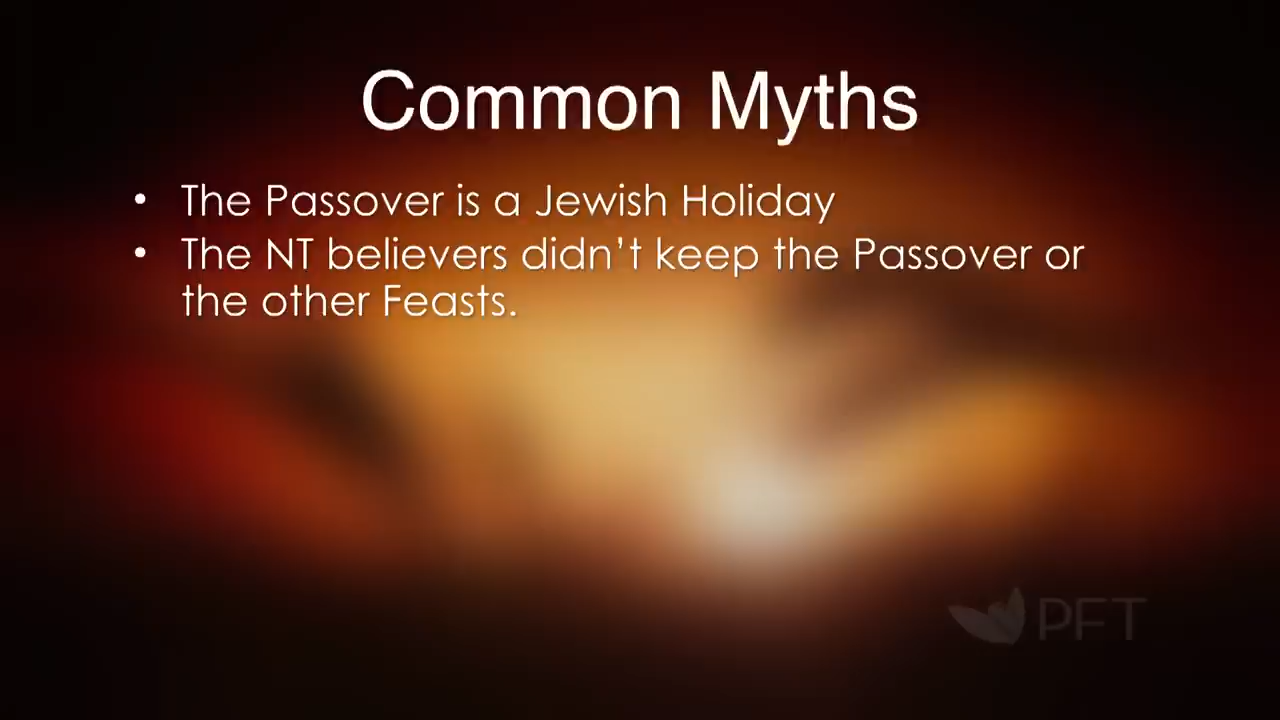 Common Myths
• The Passover is a Jewish Holiday
• The NT believers didn’t keep the Passover or
the other Feasts.
PFT